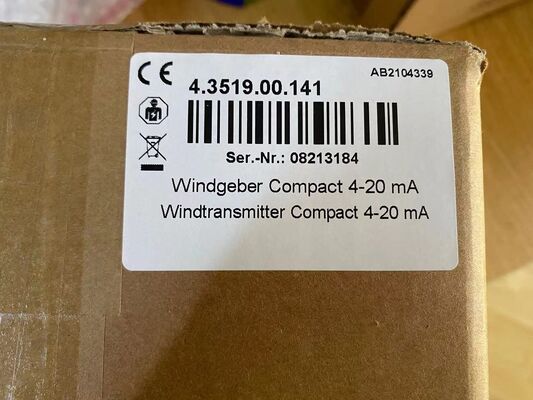 CE
AB2104339
4.3519.00.141
Ser.-Nr.: 08213184
Windgeber Compact 4-20 mA
Windtransmitter Compact 4-20 mA